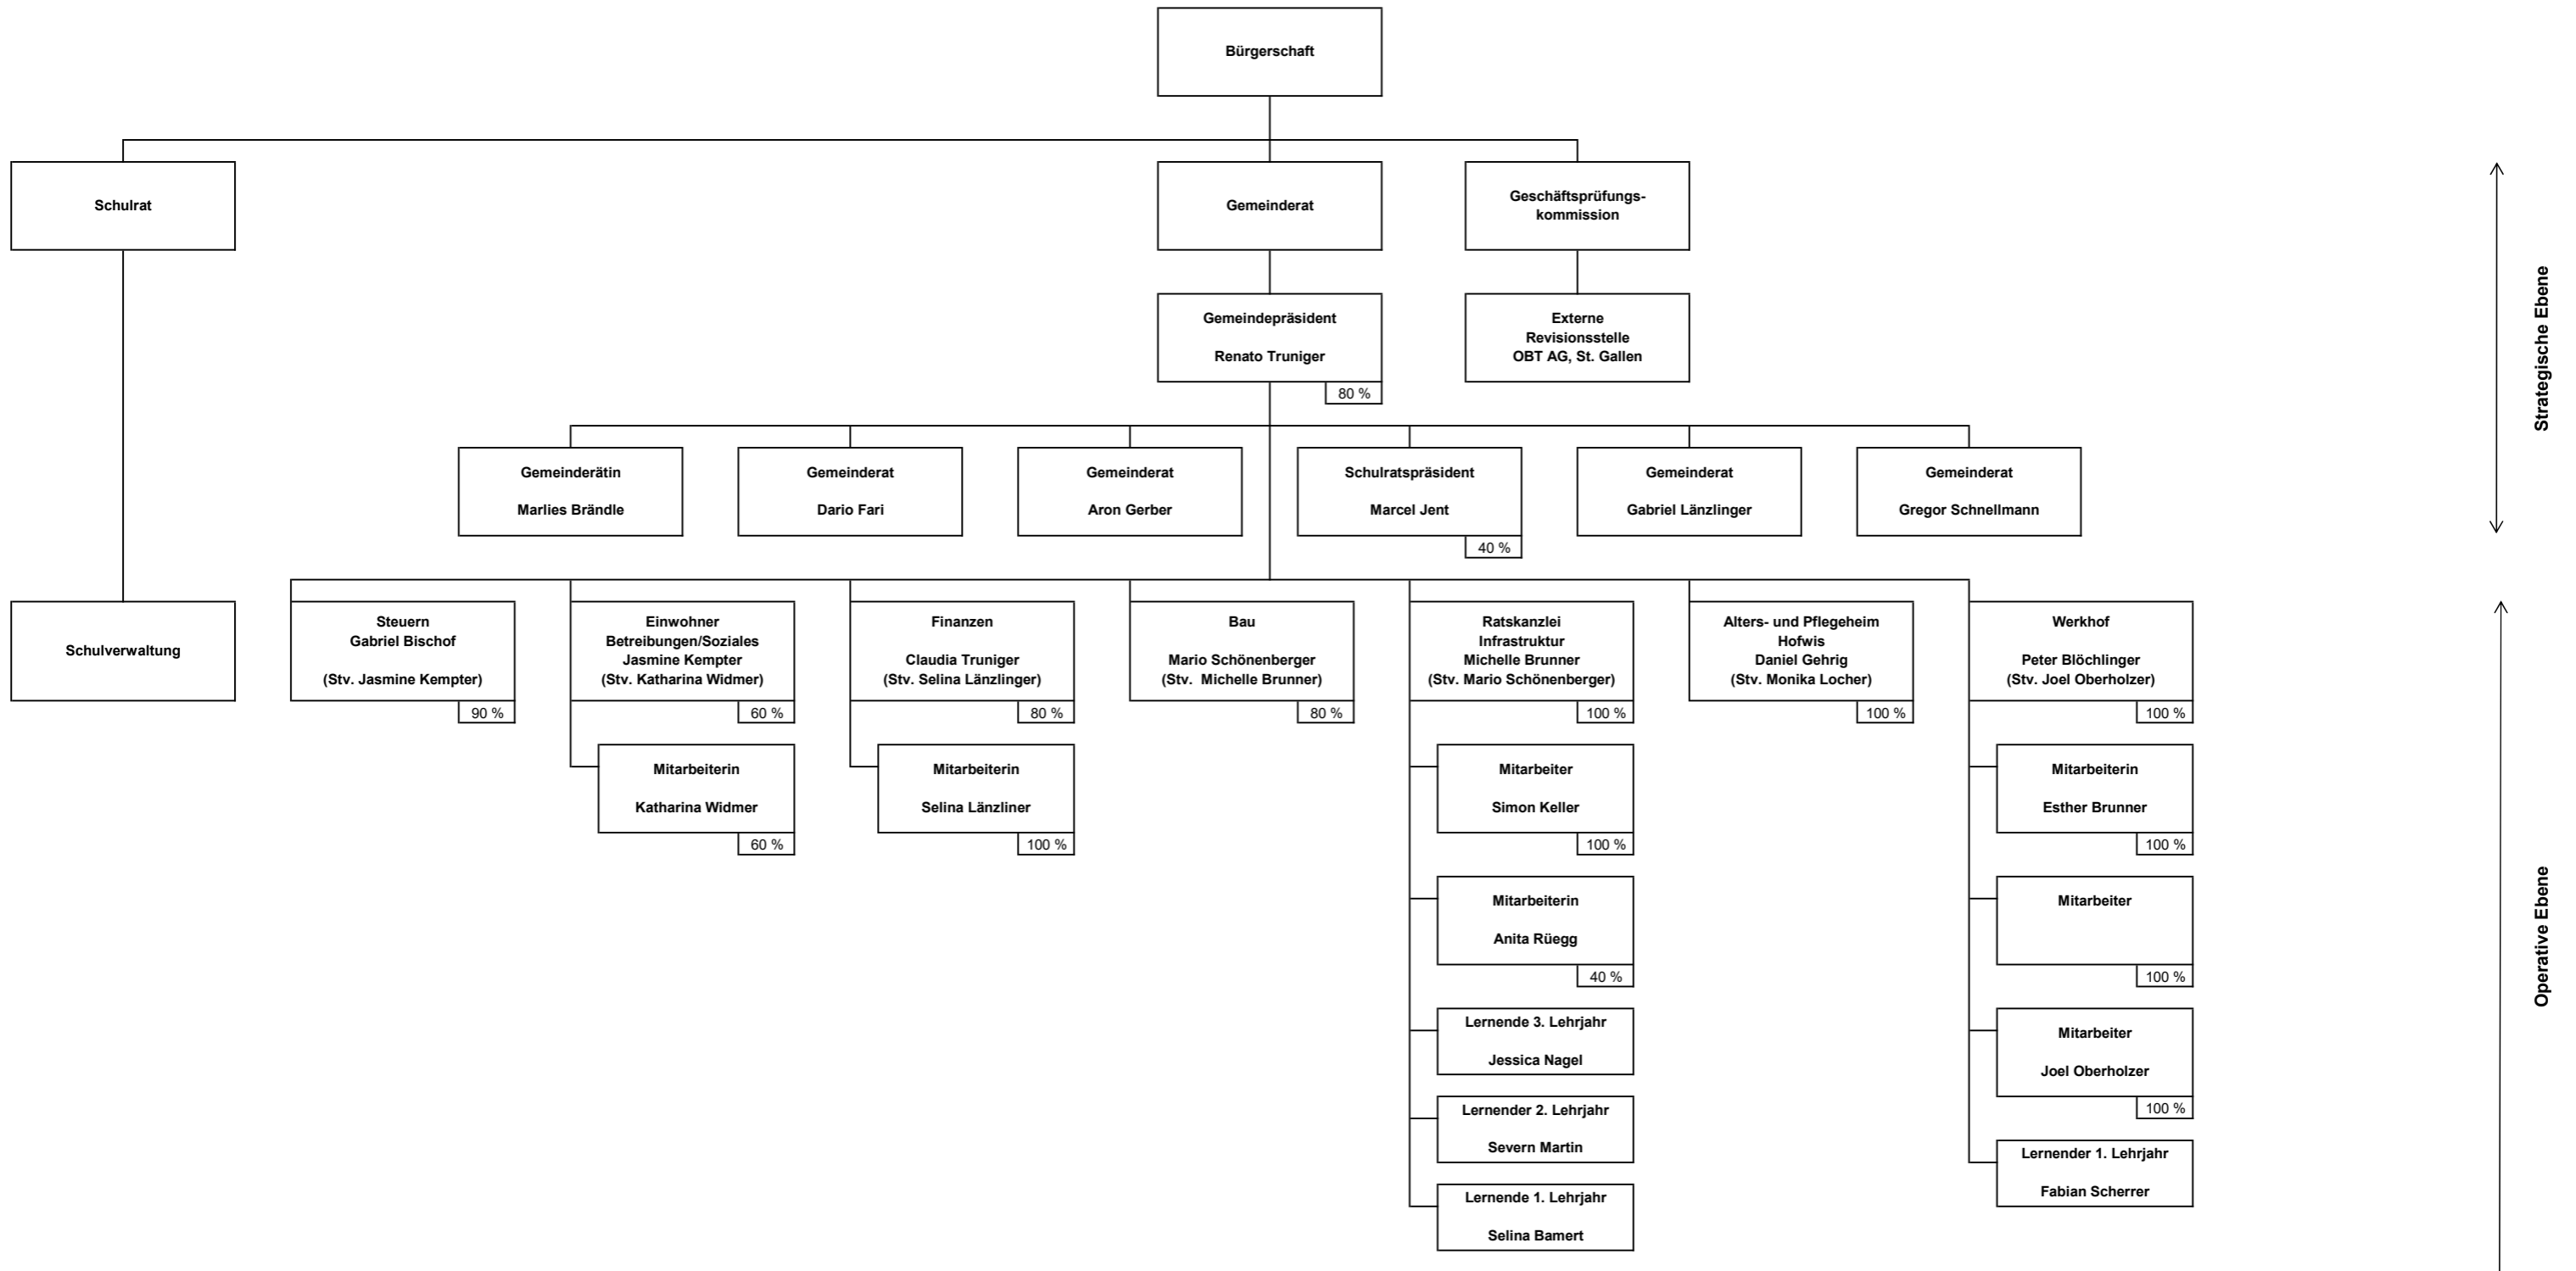 Bürgerschaft
Schulrat
Gemeinderat
Geschäftsprüfungs-
kommission
Gemeindepräsident
Renato Truniger
80 %
Externe
Revisionsstelle
OBT AG, St. Gallen
Strategische Ebene
Gemeinderätin
Marlies Brändle
Gemeinderat
Dario Fari
Gemeinderat
Aron Gerber
Schulratspräsident
Marcel Jent
40 %
Gemeinderat
Gabriel Länzlinger
Gemeinderat
Gregor Schnellmann
Schulverwaltung
Steuern
Gabriel Bischof
(Stv. Jasmine Kempter)
90 %
Einwohner
Betreibungen/Soziales
Jasmine Kempter
(Stv. Katharina Widmer)
60 %
Mitarbeiterin
Katharina Widmer
60 %
Finanzen
Claudia Truniger
(Stv. Selina Länzlinger)
80 %
Mitarbeiterin
Selina Länzliner
100 %
Bau
Mario Schönenberger
(Stv.  Michelle Brunner)
80 %
Ratskanzlei
Infrastruktur
Michelle Brunner
(Stv. Mario Schönenberger)
100 %
Mitarbeiter
Simon Keller
100 %
Mitarbeiterin
Anita Rüegg
40 %
Lernende 3. Lehrjahr
Jessica Nagel
Lernender 2. Lehrjahr
Severn Martin
Lernende 1. Lehrjahr
Selina Bamert
Alters- und Pflegeheim
Hofwis
Daniel Gehrig
(Stv. Monika Locher)
100 %
Werkhof
Peter Blöchlinger
(Stv. Joel Oberholzer)
100 %
Mitarbeiterin
Esther Brunner
100 %
Mitarbeiter
100 %
Mitarbeiter
Joel Oberholzer
100 %
Lernender 1. Lehrjahr
Fabian Scherrer
Operative Ebene